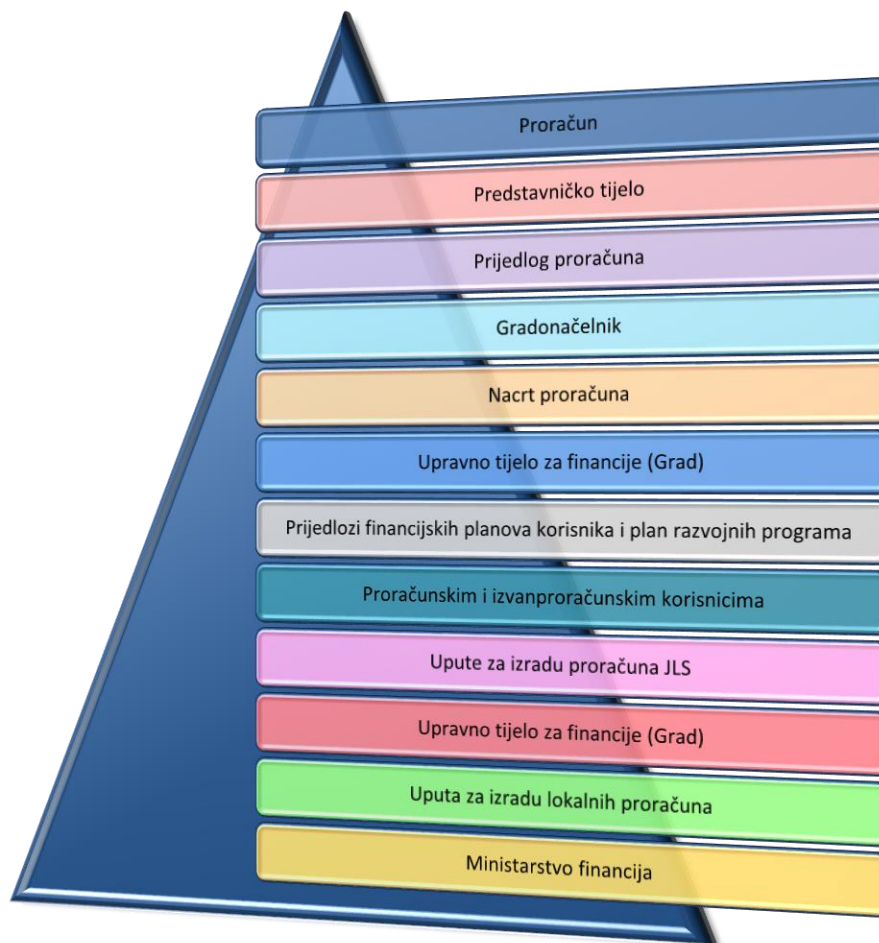 Proračun
Predstavničko tijelo
Prijedlog proračuna
Gradonačelnik
Nacrt proračuna
Upravno tijelo za financije (Grad)
Prijedlozi financijskih planova korisnika i plan razvojnih programa
Proračunskim i izvanproračunskim korisnicima
Upute za izradu proračuna JLS
Upravno tijelo za financije (Grad)
Uputa za izradu lokalnih proračuna
Ministarstvo financija